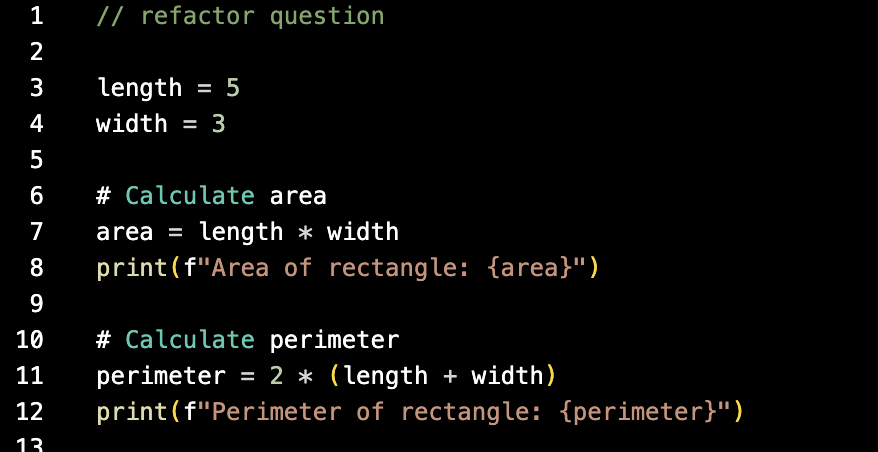 1 // refactor question
2
3 length = 5
4 width = 3
5
6 # Calculate area
7 area = length * width
8 print(f"Area of rectangle: {area}")
9
10 # Calculate perimeter
11 perimeter = 2 * (length + width)
12 print(f"Perimeter of rectangle: {perimeter}")
13